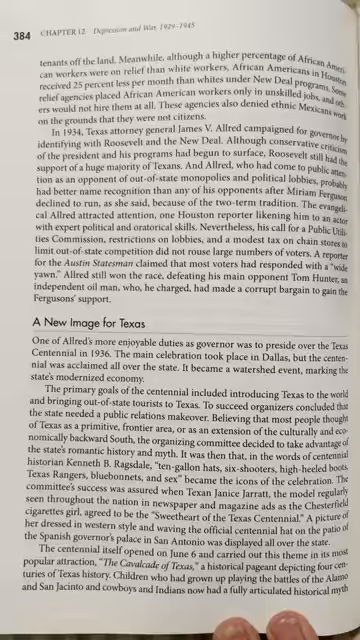 384 CHAPTER 12 Depression and War, 1929–1945
tenants off the land. Meanwhile, although a higher percentage of African Ameri-
can workers were on relief than white workers, African Americans in Houston
received 25 percent less per month than whites under New Deal programs. Some
relief agencies placed African American workers only in unskilled jobs, and oth-
ers would not hire them at all. These agencies also denied ethnic Mexicans work
on the grounds that they were not citizens.
In 1934, Texas attorney general James V. Allred campaigned for governor by
identifying with Roosevelt and the New Deal. Although conservative criticism
of the president and his programs had begun to surface, Roosevelt still had the
support of a huge majority of Texans. And Allred, who had come to public atten-
tion as an opponent of out-of-state monopolies and political lobbies, probably
had better name recognition than any of his opponents after Miriam Ferguson
declined to run, as she said, because of the two-term tradition. The evangeli-
cal Allred attracted attention, one Houston reporter likening him to an actor
with expert political and oratorical skills. Nevertheless, his call for a Public Utili-
ties Commission, restrictions on lobbies, and a modest tax on chain stores to
limit out-of-state competition did not rouse large numbers of voters. A reporter
for the Austin Statesman claimed that most voters had responded with a "wide
yawn." Allred still won the race, defeating his main opponent Tom Hunter, an
independent oil man, who, he charged, had made a corrupt bargain to gain the
Fergusons' support.
A New Image for Texas
One of Allred's more enjoyable duties as governor was to preside over the Texas
Centennial in 1936. The main celebration took place in Dallas, but the centen-
nial was acclaimed all over the state. It became a watershed event, marking the
state's modernized economy.
The primary goals of the centennial included introducing Texas to the world
and bringing out-of-state tourists to Texas. To succeed organizers concluded that
the state needed a public relations makeover. Believing that most people thought
of Texas as a primitive, frontier area, or as an extension of the culturally and eco-
nomically backward South, the organizing committee decided to take advantage of
the state's romantic history and myth. It was then that, in the words of centennial
historian Kenneth B. Ragsdale, "ten-gallon hats, six-shooters, high-heeled boots,
Texas Rangers, bluebonnets, and sex" became the icons of the celebration. The
committee's success was assured when Texan Janice Jarratt, the model regularly
seen throughout the nation in newspaper and magazine ads as the Chesterfield
cigarettes girl, agreed to be the "Sweetheart of the Texas Centennial." A picture of
her dressed in western style and waving the official centennial hat on the patio of
the Spanish governor's palace in San Antonio was displayed all over the state.
The centennial itself opened on June 6 and carried out this theme in its most
popular attraction, "The Cavalcade of Texas," a historical pageant depicting four cen-
turies of Texas history. Children who had grown up playing the battles of the Alamo
and San Jacinto and cowboys and Indians now had a fully articulated historical myth